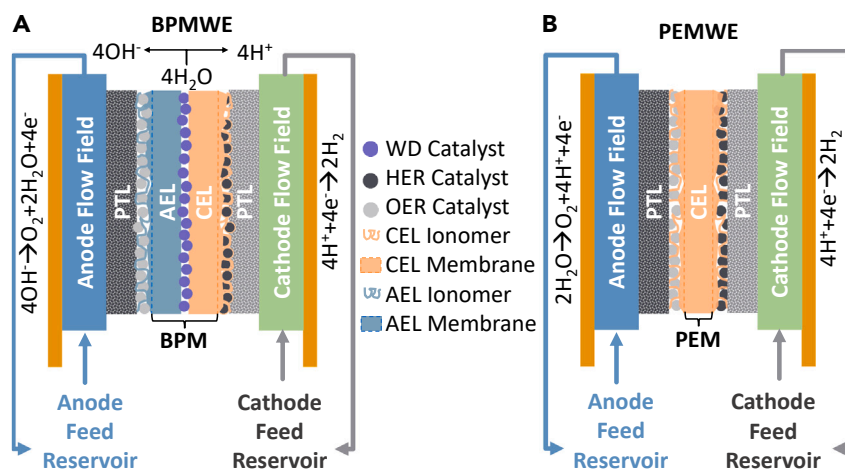 A
BPMWE
4OH⁻
4H⁺
4H₂O
4OH⁻→O₂+2H₂O+4e⁻
Anode Flow Field
PTL
AEL
CEL
PTL
Cathode Flow Field
4H⁺+4e⁻→2H₂
BPM
Anode
Feed
Reservoir
Cathode
Feed
Reservoir
WD Catalyst
HER Catalyst
OER Catalyst
CEL Ionomer
CEL Membrane
AEL Ionomer
AEL Membrane
B
PEMWE
2H₂O→O₂+4H⁺+4e⁻
Anode Flow Field
PTL
CEL
PTL
Cathode Flow Field
4H⁺+4e⁻→2H₂
PEM
Anode
Feed
Reservoir
Cathode
Feed
Reservoir